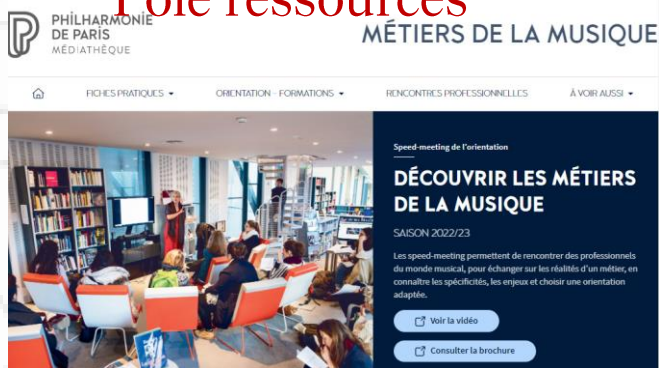 Pôle ressources
PHILHARMONIE
DE PARIS
MÉDIATHÈQUE
MÉTIERS DE LA MUSIQUE
FICHES PRATIQUES
ORIENTATION - FORMATIONS
RENCONTRES PROFESSIONNELLES
À VOIR AUSSI
Speed-meeting de l'orientation
DÉCOUVRIR LES MÉTIERS
DE LA MUSIQUE
SAISON 2022/23
Les speed-meeting permettent de rencontrer des professionnels
du monde musical, pour échanger sur les réalités d'un métier, en
connaître les spécificités, les enjeux et choisir une orientation
adaptée.
Voir la vidéo
Consulter la brochure